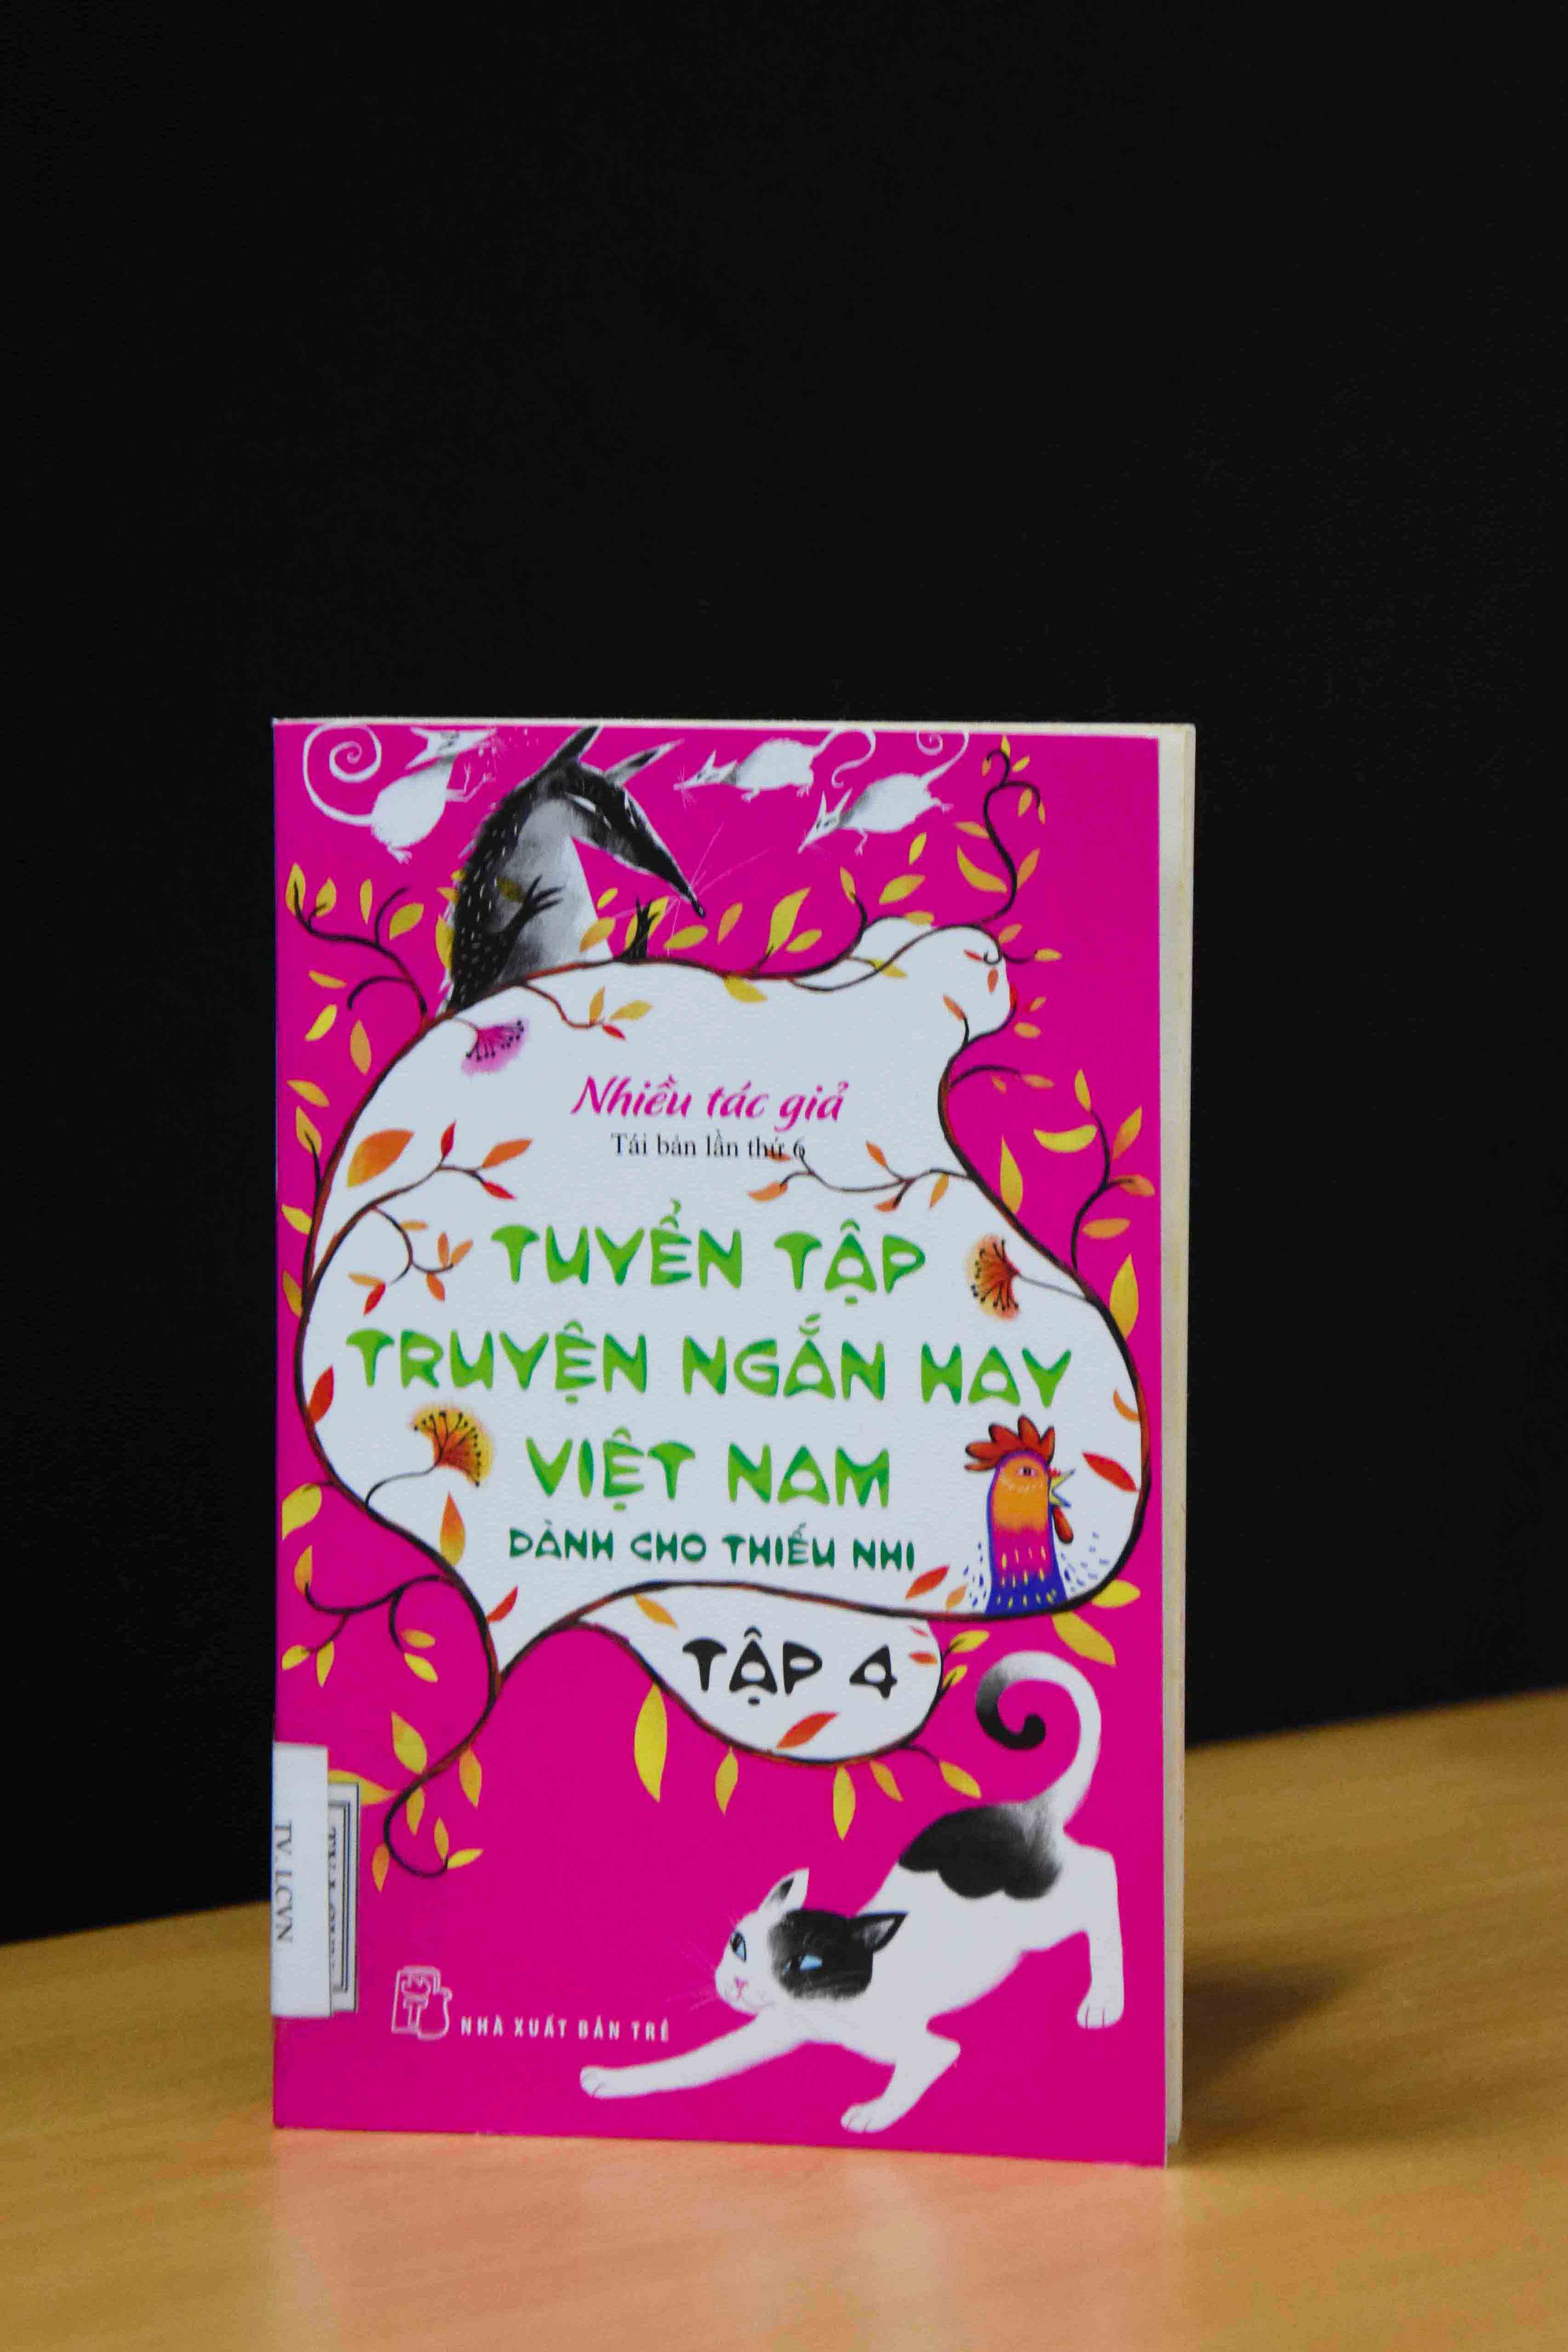 Nhiều tác giả
Tái bản lần thứ 6
TUYỂN TẬP
TRUYỆN NGẮN HAY
VIỆT NAM
DÀNH CHO THIẾU NHI
TẬP 4
TV. LCVN
NHÀ XUẤT BẢN TRẺ